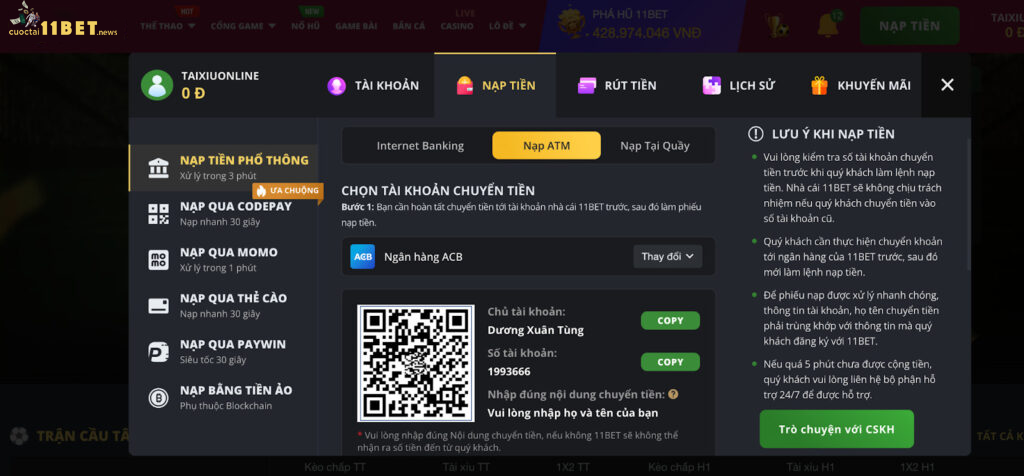 cuoctai11BET.news
HOT
THỂ THAO
CỔNG GAME
NEW
NỔ HŨ
GAME BÀI
BẮN CÁ
LIVE
CASINO
LÔ ĐỀ
PHÁ HŨ 11BET
428.974.046 VNĐ
12
NẠP TIỀN
TAIXIU
0 Đ
TAIXIUONLINE
0 Đ
TÀI KHOẢN
NẠP TIỀN
RÚT TIỀN
LỊCH SỬ
KHUYẾN MÃI
NẠP TIỀN PHỔ THÔNG
Xử lý trong 3 phút
ƯA CHUỘNG
NẠP QUA CODEPAY
Nạp nhanh 30 giây
mo
mo
NẠP QUA MOMO
Xử lý trong 1 phút
NẠP QUA THẺ CÀO
Nạp nhanh 30 giây
NẠP QUA PAYWIN
Siêu tốc 30 giây
NẠP BẰNG TIỀN ẢO
Phụ thuộc Blockchain
Internet Banking
Nạp ATM
Nạp Tại Quầy
CHỌN TÀI KHOẢN CHUYỂN TIỀN
Bước 1: Bạn cần hoàn tất chuyển tiền tới tài khoản nhà cái 11BET trước, sau đó làm phiếu
nạp tiền.
ACB
Ngân hàng ACB
Thay đổi
Chủ tài khoản:
Dương Xuân Tùng
COPY
Số tài khoản:
1993666
COPY
Nhập đúng nội dung chuyển tiền: ?
Vui lòng nhập họ và tên của bạn
* Vui lòng nhập đúng Nội dung chuyển tiền, nếu không 11BET sẽ không thể
nhận ra số tiền đến từ quý khách.
LƯU Ý KHI NẠP TIỀN
Vui lòng kiểm tra số tài khoản chuyển
tiền trước khi quý khách làm lệnh nạp
tiền. Nhà cái 11BET sẽ không chịu trách
nhiệm nếu quý khách chuyển tiền vào
số tài khoản cũ.
Quý khách cần thực hiện chuyển khoản
tới ngân hàng của 11BET trước, sau đó
mới làm lệnh nạp tiền.
Để phiếu nạp được xử lý nhanh chóng,
thông tin tài khoản, họ tên chuyển tiền
phải trùng khớp với thông tin mà quý
khách đăng ký với 11BET.
Nếu quá 5 phút chưa được cộng tiền,
quý khách vui lòng liên hệ bộ phận hỗ
trợ 24/7 để được hỗ trợ.
Trò chuyện với CSKH
TRẬN CẦU TÂ
TẤT CẢ K
Kèo chấp TT
Tài xỉu TT
1X2 TT
Kèo chấp H1
Tài xỉu H1
1X2 H1